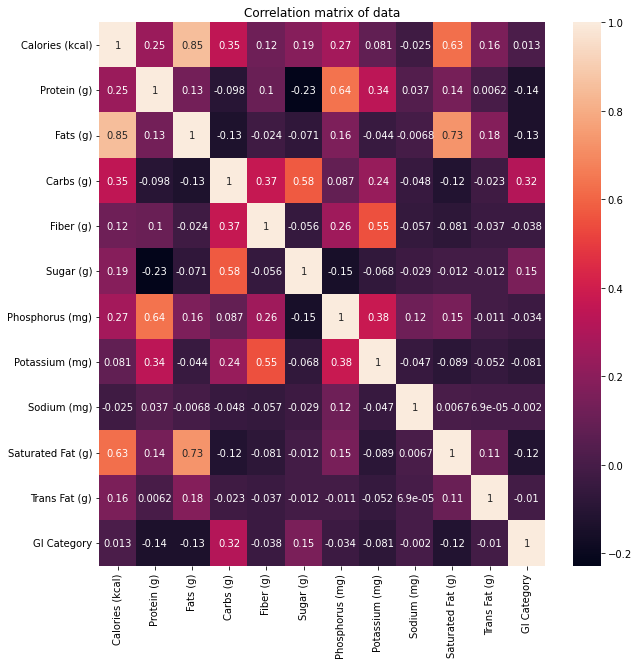 Correlation matrix of data
Calories (kcal) 1 0.25 0.85 0.35 0.12 0.19 0.27 0.081 -0.025 0.63 0.16 0.013
Protein (g) 0.25 1 0.13 -0.098 0.1 -0.23 0.64 0.34 0.037 0.14 0.0062 -0.14
Fats (g) 0.85 0.13 1 -0.13 -0.024 -0.071 0.16 -0.044 -0.0068 0.73 0.18 -0.13
Carbs (g) 0.35 -0.098 -0.13 1 0.37 0.58 0.087 0.24 -0.048 -0.12 -0.023 0.32
Fiber (g) 0.12 0.1 -0.024 0.37 1 -0.056 0.26 0.55 -0.057 -0.081 -0.037 -0.038
Sugar (g) 0.19 -0.23 -0.071 0.58 -0.056 1 -0.15 -0.068 -0.029 -0.012 -0.012 0.15
Phosphorus (mg) 0.27 0.64 0.16 0.087 0.26 -0.15 1 0.38 0.12 0.15 -0.011 -0.034
Potassium (mg) 0.081 0.34 -0.044 0.24 0.55 -0.068 0.38 1 -0.047 -0.089 -0.052 -0.081
Sodium (mg) -0.025 0.037 -0.0068 -0.048 -0.057 -0.029 0.12 -0.047 1 0.0067 6.9e-05 -0.002
Saturated Fat (g) 0.63 0.14 0.73 -0.12 -0.081 -0.012 0.15 -0.089 0.0067 1 0.11 -0.12
Trans Fat (g) 0.16 0.0062 0.18 -0.023 -0.037 -0.012 -0.011 -0.052 6.9e-05 0.11 1 -0.01
GI Category 0.013 -0.14 -0.13 0.32 -0.038 0.15 -0.034 -0.081 -0.002 -0.12 -0.01 1
Calories (kcal)
Protein (g)
Fats (g)
Carbs (g)
Fiber (g)
Sugar (g)
Phosphorus (mg)
Potassium (mg)
Sodium (mg)
Saturated Fat (g)
Trans Fat (g)
GI Category
1.0
0.8
0.6
0.4
0.2
0.0
−0.2